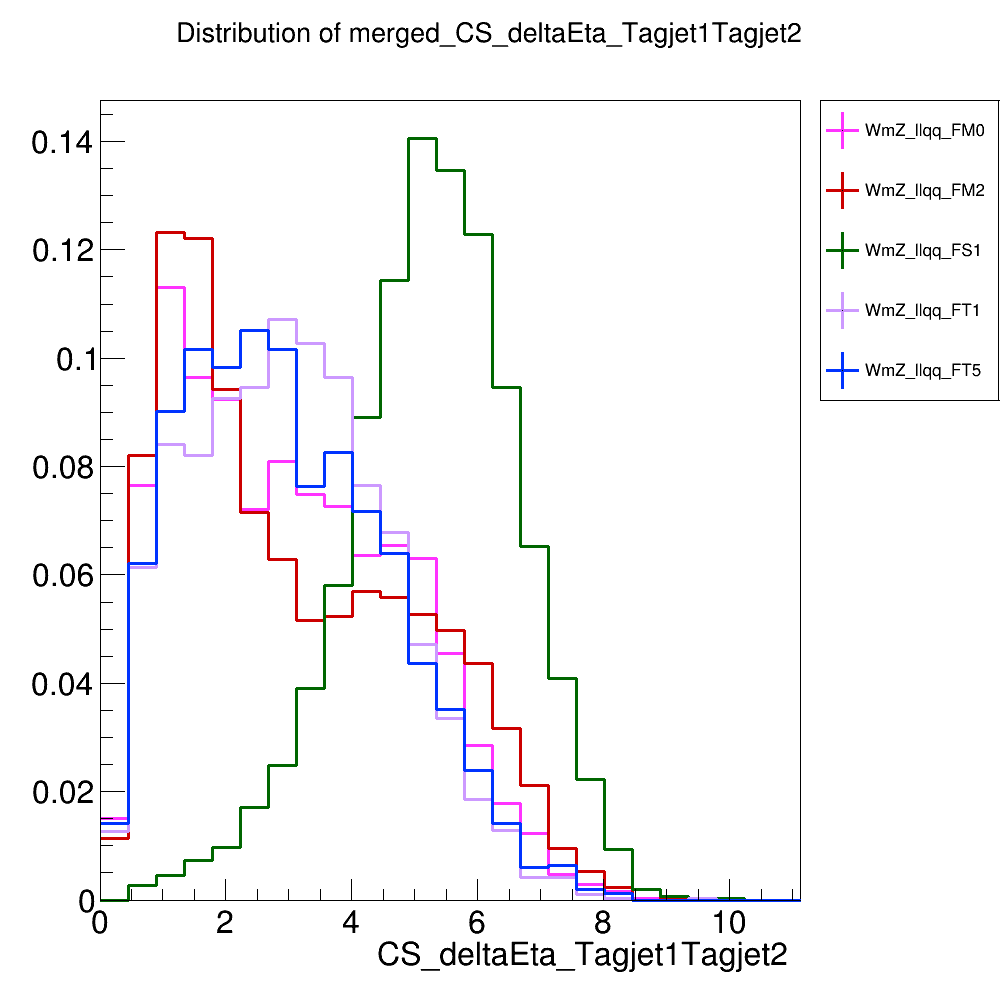 Distribution of merged_CS_deltaEta_Tagjet1Tagjet2
WmZ_llqq_FM0
WmZ_llqq_FM2
WmZ_llqq_FS1
WmZ_llqq_FT1
WmZ_llqq_FT5
0.14
0.12
0.1
0.08
0.06
0.04
0.02
0
0 2 4 6 8 10
CS_deltaEta_Tagjet1Tagjet2